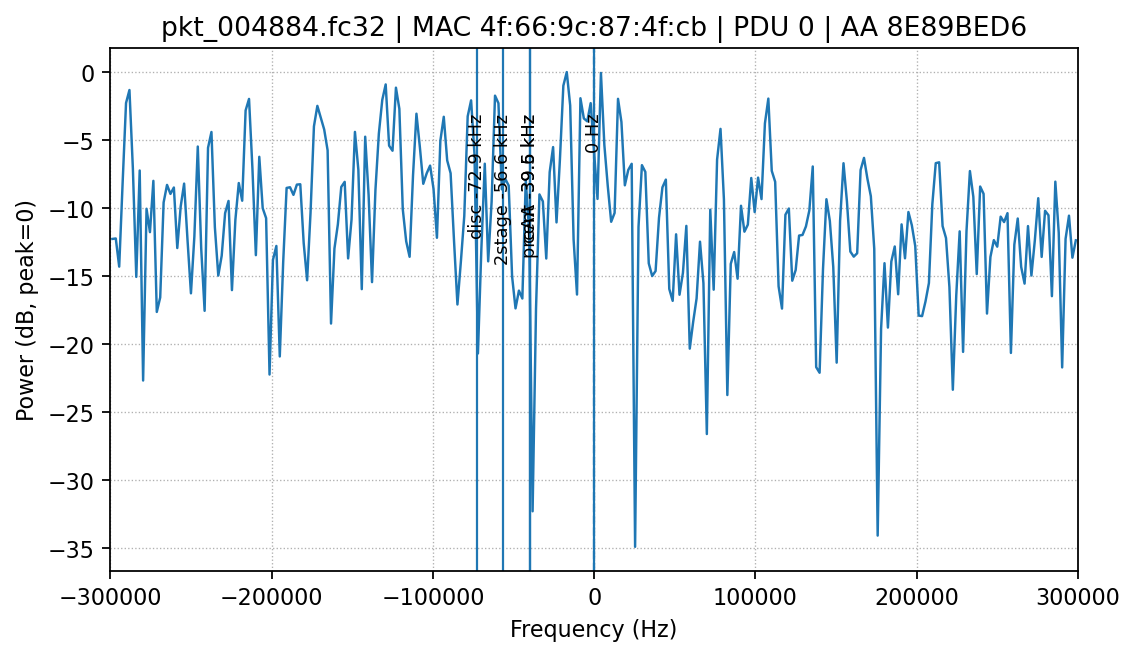 pkt_004884.fc32 | MAC 4f:66:9c:87:4f:cb | PDU 0 | AA 8E89BED6
Power (dB, peak=0)
0
−5
−10
−15
−20
−25
−30
−35
disc -72.9 kHz
2stage -56.6 kHz
-39.5 kHz
0 Hz
−300000
−200000
−100000
0
100000
200000
300000
Frequency (Hz)